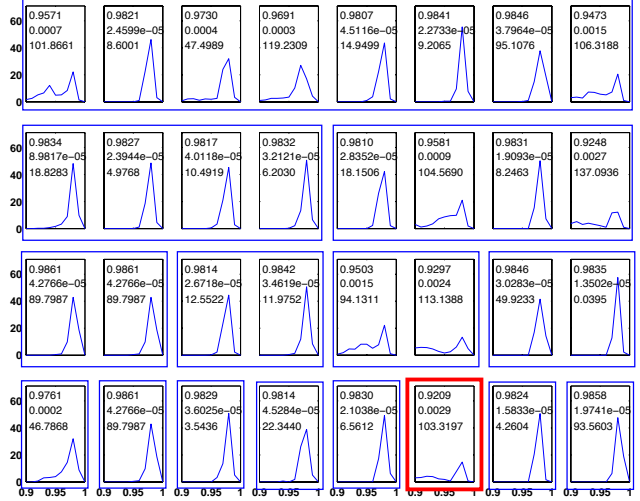 60 0.9571 0.9821 0.9730 0.9691 0.9807 0.9841 0.9846 0.9473
40 0.0007 2.4599e−05 0.0004 0.0003 4.5116e−05 2.2733e−05 3.7964e−05 0.0015
101.8661 8.6001 47.4989 119.2309 14.9499 9.2065 95.1076 106.3188
20
0
60 0.9834 0.9827 0.9817 0.9832 0.9810 0.9581 0.9831 0.9248
8.9817e−05 2.3944e−05 4.0118e−05 3.2121e−05 2.8352e−05 0.0009 1.9093e−05 0.0027
40 18.8283 4.9768 10.4919 6.2030 18.1506 104.5690 8.2463 137.0936
20
0
60 0.9861 0.9861 0.9814 0.9842 0.9503 0.9297 0.9846 0.9835
4.2766e−05 4.2766e−05 2.6718e−05 3.4619e−05 0.0015 0.0024 3.0283e−05 1.3502e−05
40 89.7987 89.7987 12.5522 11.9752 94.1311 113.1388 49.9233 0.0395
20
0
60 0.9761 0.9861 0.9829 0.9814 0.9830 0.9209 0.9824 0.9858
0.0002 4.2766e−05 3.6025e−05 4.5284e−05 2.1038e−05 0.0029 1.5833e−05 1.9741e−05
40 46.7868 89.7987 3.5436 22.3440 6.5612 103.3197 4.2604 93.5603
20
0
0.9 0.95 1 0.9 0.95 1 0.9 0.95 1 0.9 0.95 1 0.9 0.95 1 0.9 0.95 1 0.9 0.95 1 0.9 0.95 1